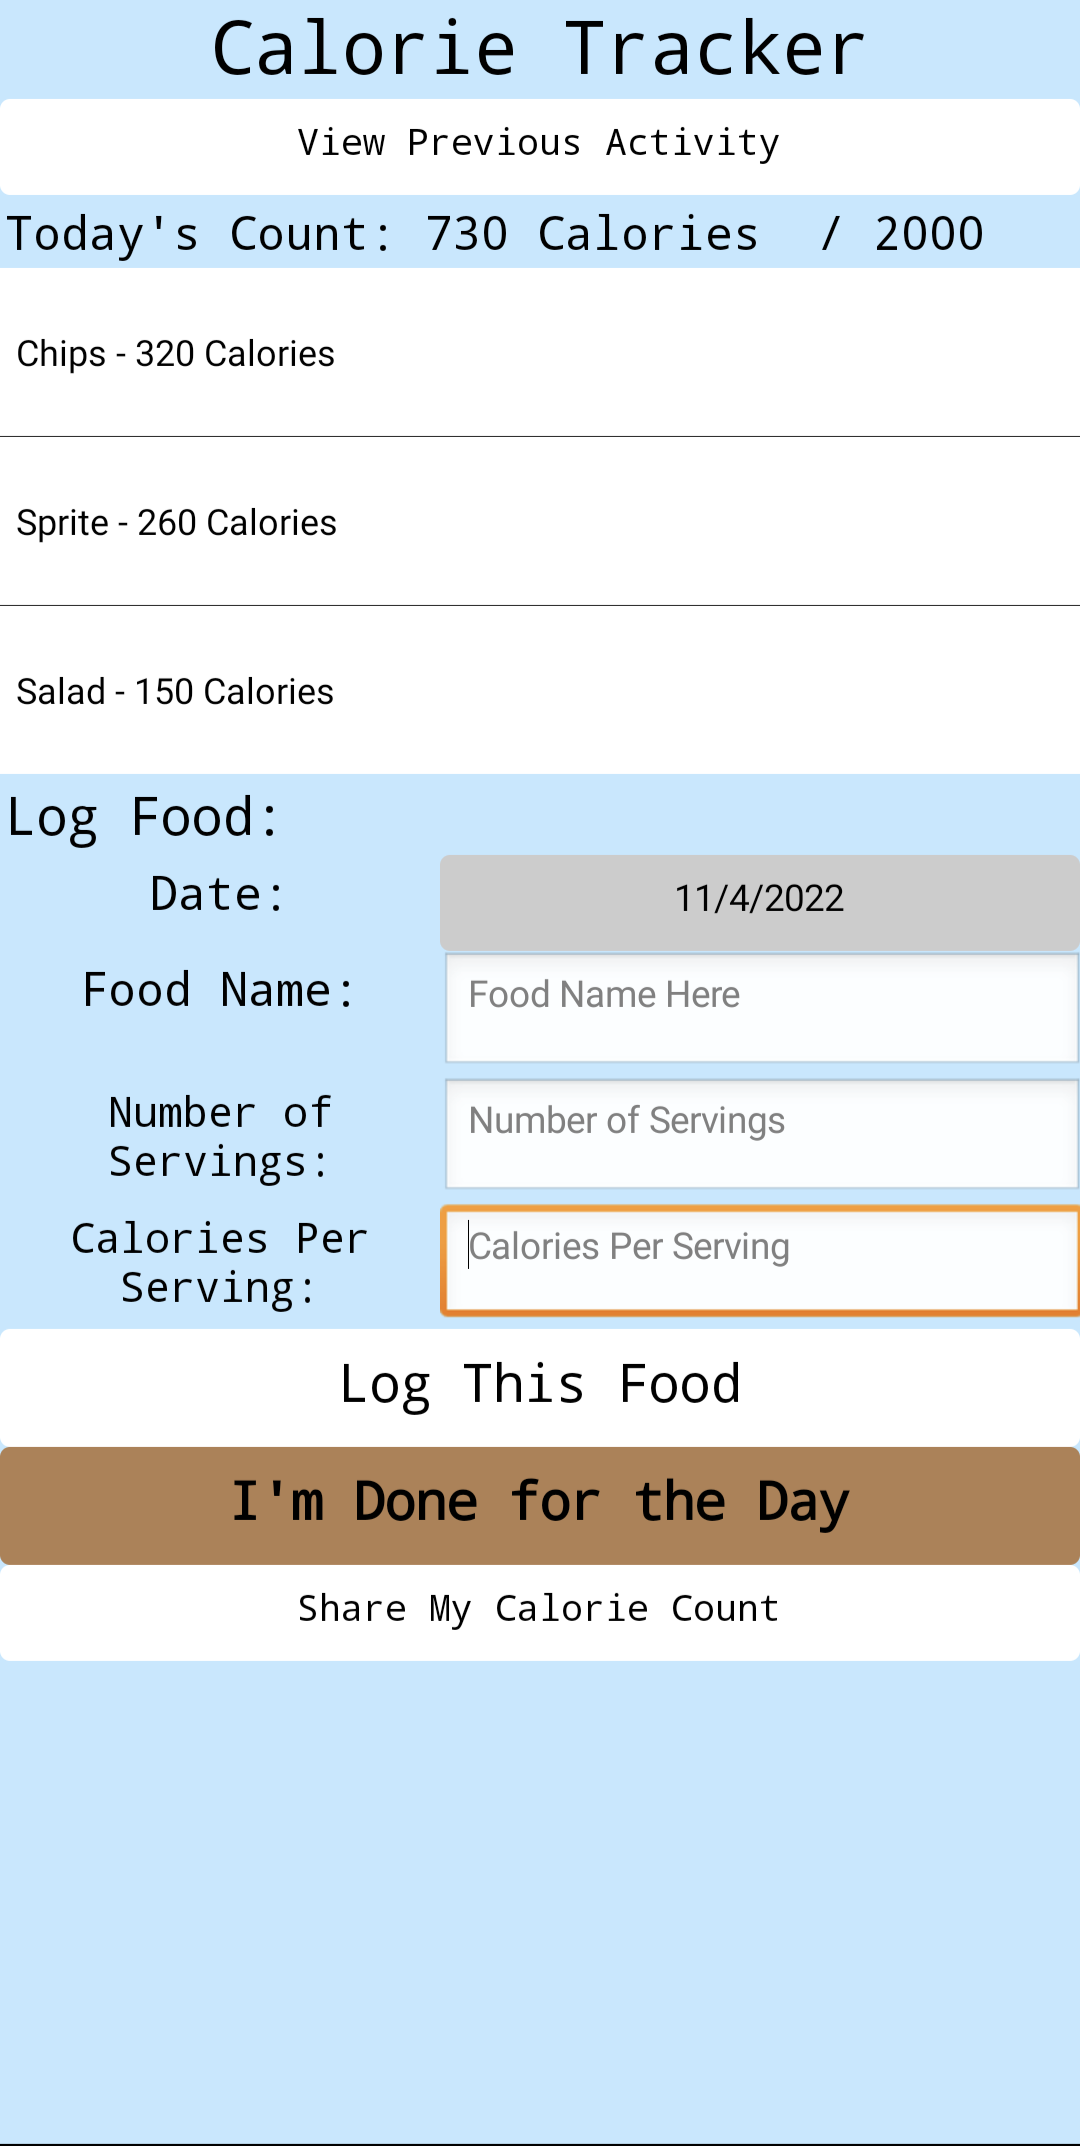 Calorie Tracker
View Previous Activity
Today's Count: 730 Calories  / 2000
Chips - 320 Calories
Sprite - 260 Calories
Salad - 150 Calories
Log Food:
Date:
11/4/2022
Food Name:
Food Name Here
Number of
Servings:
Number of Servings
Calories Per
Serving:
Calories Per Serving
Log This Food
I'm Done for the Day
Share My Calorie Count